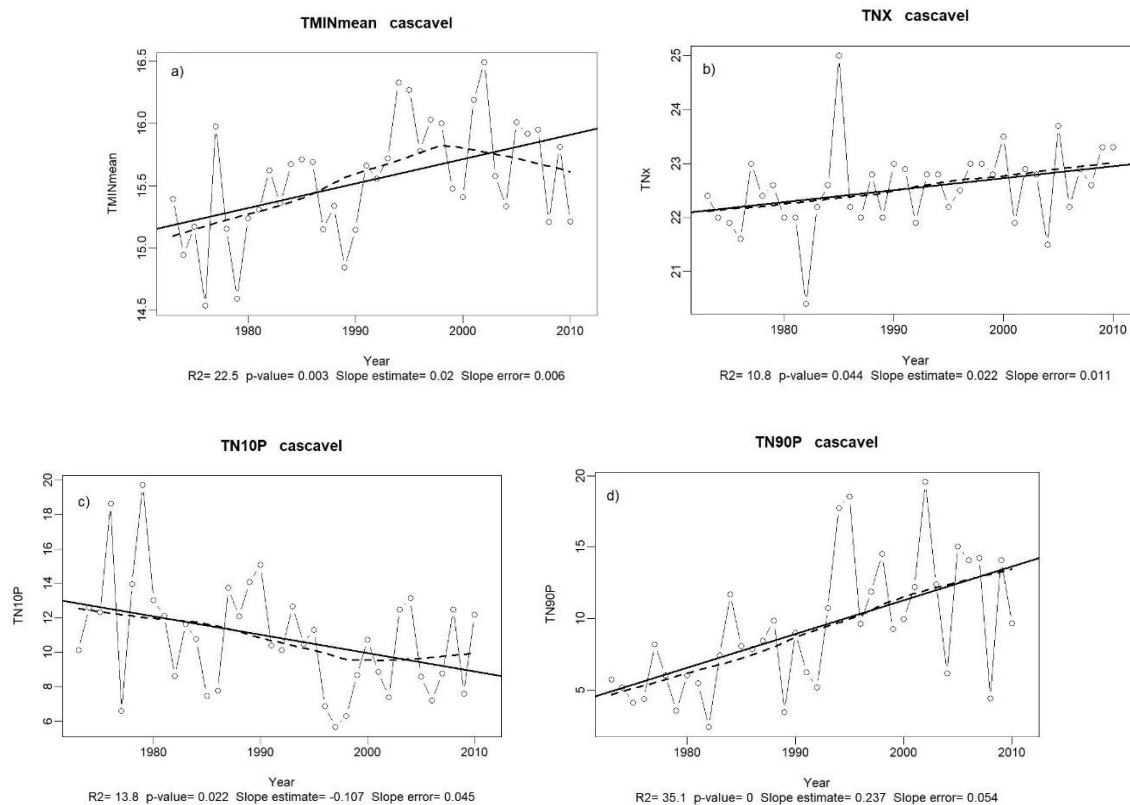 TMINmean cascavel
a)
16.5
16.0
15.5
15.0
14.5
TMINmean
1980 1990 2000 2010
Year
R2= 22.5 p-value= 0.003 Slope estimate= 0.02 Slope error= 0.006
TNX cascavel
b)
25
24
23
22
21
TNx
1980 1990 2000 2010
Year
R2= 10.8 p-value= 0.044 Slope estimate= 0.022 Slope error= 0.011
TN10P cascavel
c)
20
18
16
14
12
10
8
6
TN10P
1980 1990 2000 2010
Year
R2= 13.8 p-value= 0.022 Slope estimate= -0.107 Slope error= 0.045
TN90P cascavel
d)
20
15
10
5
TN90P
1980 1990 2000 2010
Year
R2= 35.1 p-value= 0 Slope estimate= 0.237 Slope error= 0.054